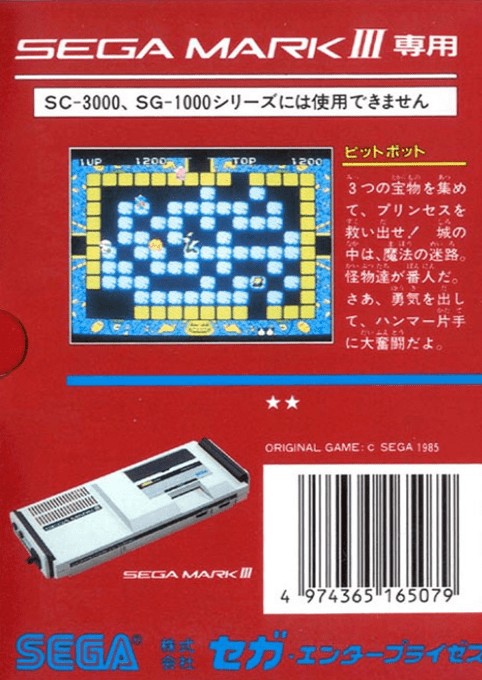 SEGA MARK III 専用
SC-3000、SG-1000シリーズには使用できません
1UP 1200 TOP 1200
ピットポット
3つの宝物を集め
て、プリンセスを
救い出せ! 城の
中は、魔法の迷路。
怪物達が番人だ。
さあ、勇気を出し
て、ハンマー片手
に大奮闘だよ。
★★
ORIGINAL GAME: © SEGA 1985
SEGA MARK III
4 974365 165079
SEGA® 株式会社 セガ・エンタープライゼス